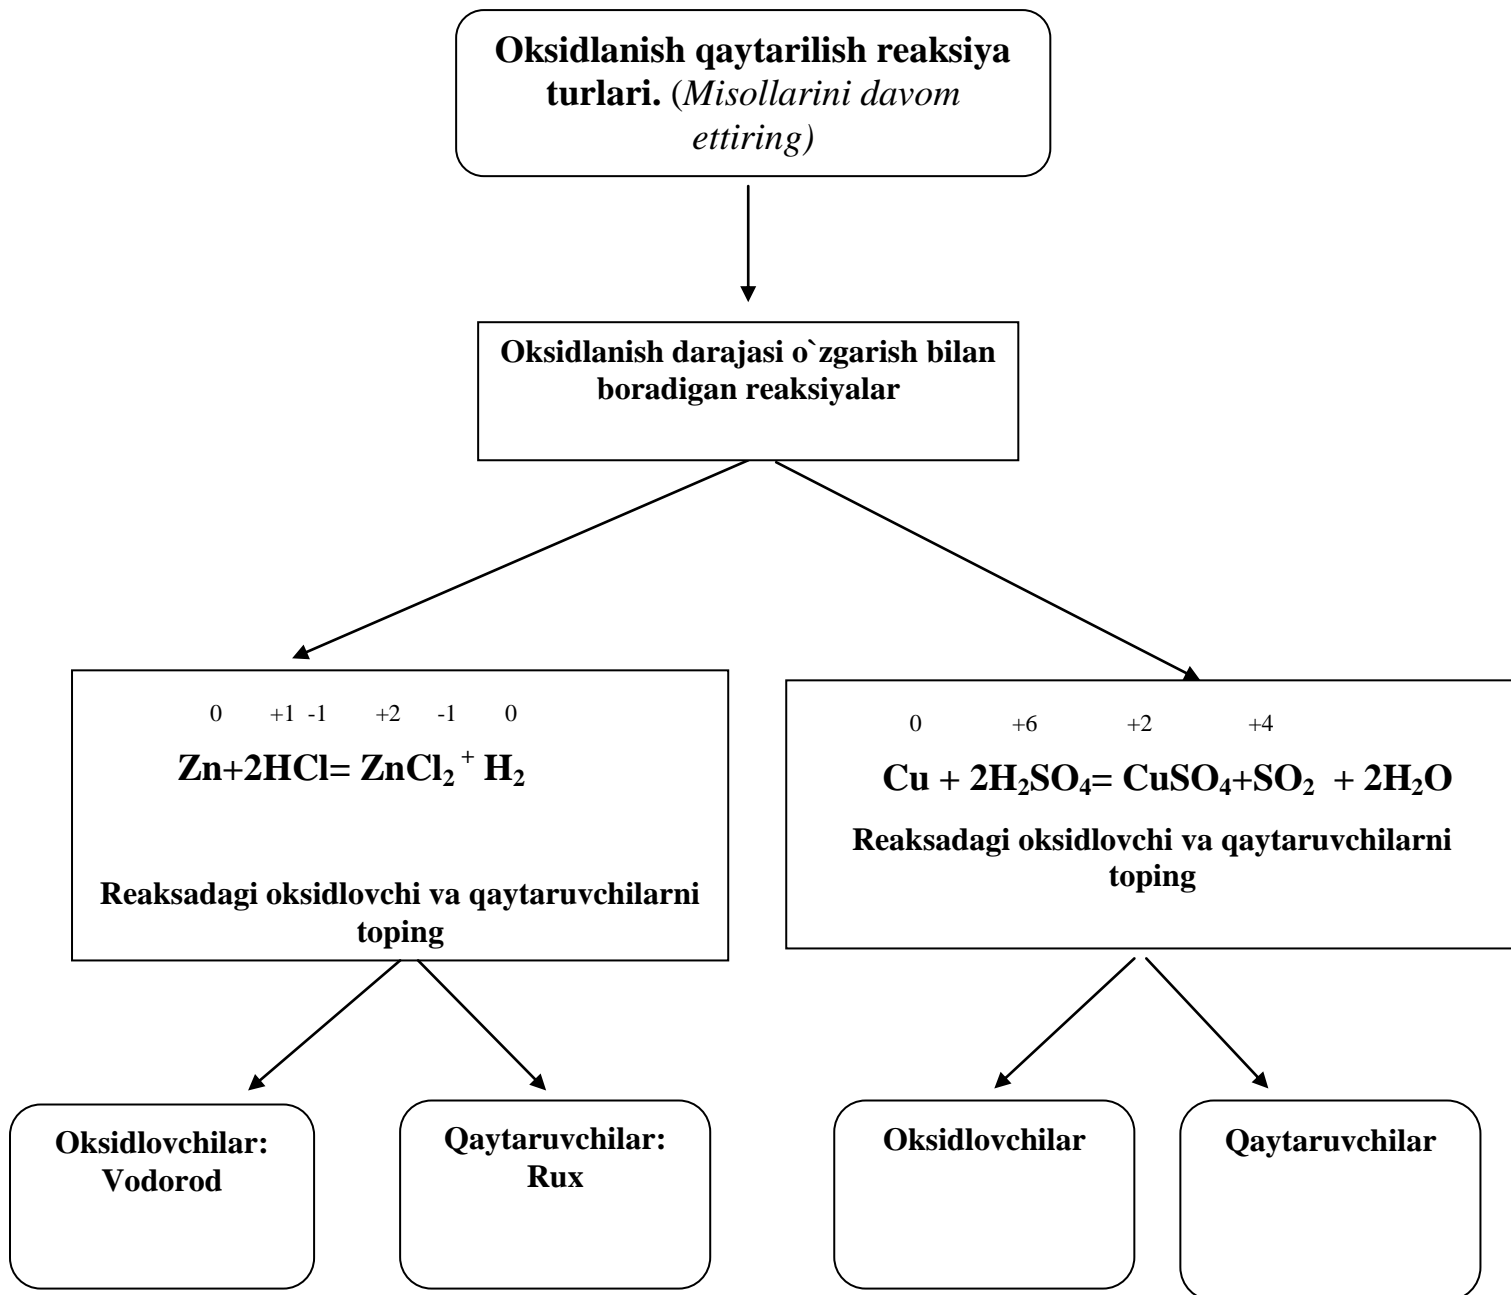 Oksidlanish qaytarilish reaksiya
turlari. (Misollarini davom
ettiring)
Oksidlanish darajasi o`zgarish bilan
boradigan reaksiyalar
0 +1 -1 +2 -1 0
Zn+2HCl= ZnCl₂ ⁺ H₂
Reaksadagi oksidlovchi va qaytaruvchilarni
toping
0 +6 +2 +4
Cu + 2H₂SO₄= CuSO₄+SO₂ + 2H₂O
Reaksadagi oksidlovchi va qaytaruvchilarni
toping
Oksidlovchilar:
Vodorod
Qaytaruvchilar:
Rux
Oksidlovchilar
Qaytaruvchilar